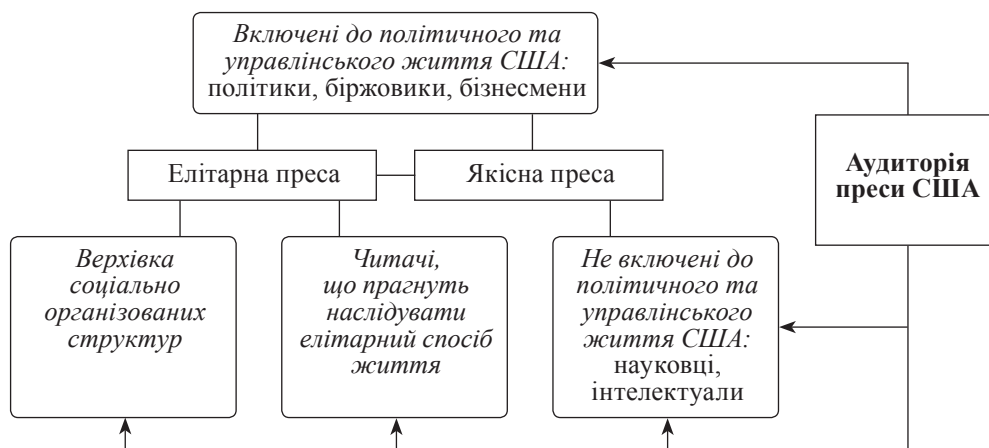 Включені до політичного та
управлінського життя США:
політики, біржовики, бізнесмени
Елітарна преса
Якісна преса
Аудиторія
преси США
Верхівка
соціально
організованих
структур
Читачі,
що прагнуть
наслідувати
елітарний спосіб
життя
Не включені до
політичного та
управлінського
життя США:
науковці,
інтелектуали